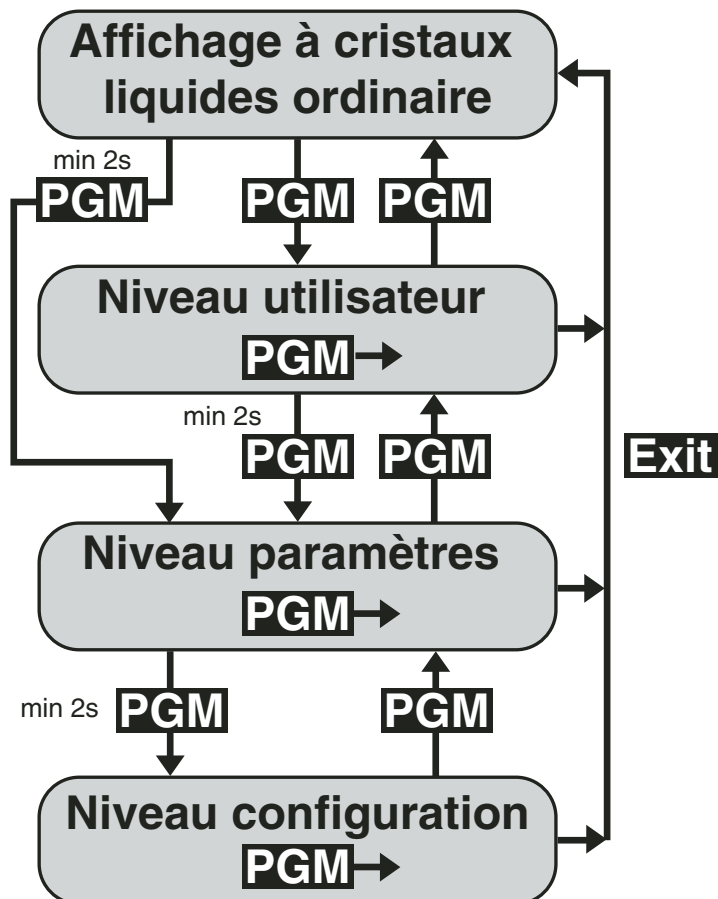 Affichage à cristaux
liquides ordinaire
min 2s
PGM
PGM
PGM
Niveau utilisateur
PGM
min 2s
PGM
PGM
Exit
Niveau paramètres
PGM
min 2s
PGM
PGM
Niveau configuration
PGM